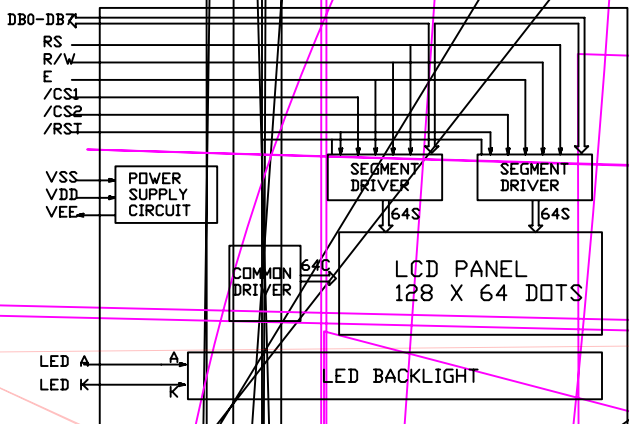 DB0-DB7
RS
R/W
E
/CS1
/CS2
/RST
VSS
VDD
VEE
POWER
SUPPLY
CIRCUIT
SEGMENT
DRIVER
SEGMENT
DRIVER
64S
64S
COMMON
DRIVER
64C
LCD PANEL
128 X 64 DOTS
LED A
A
LED K
K
LED BACKLIGHT